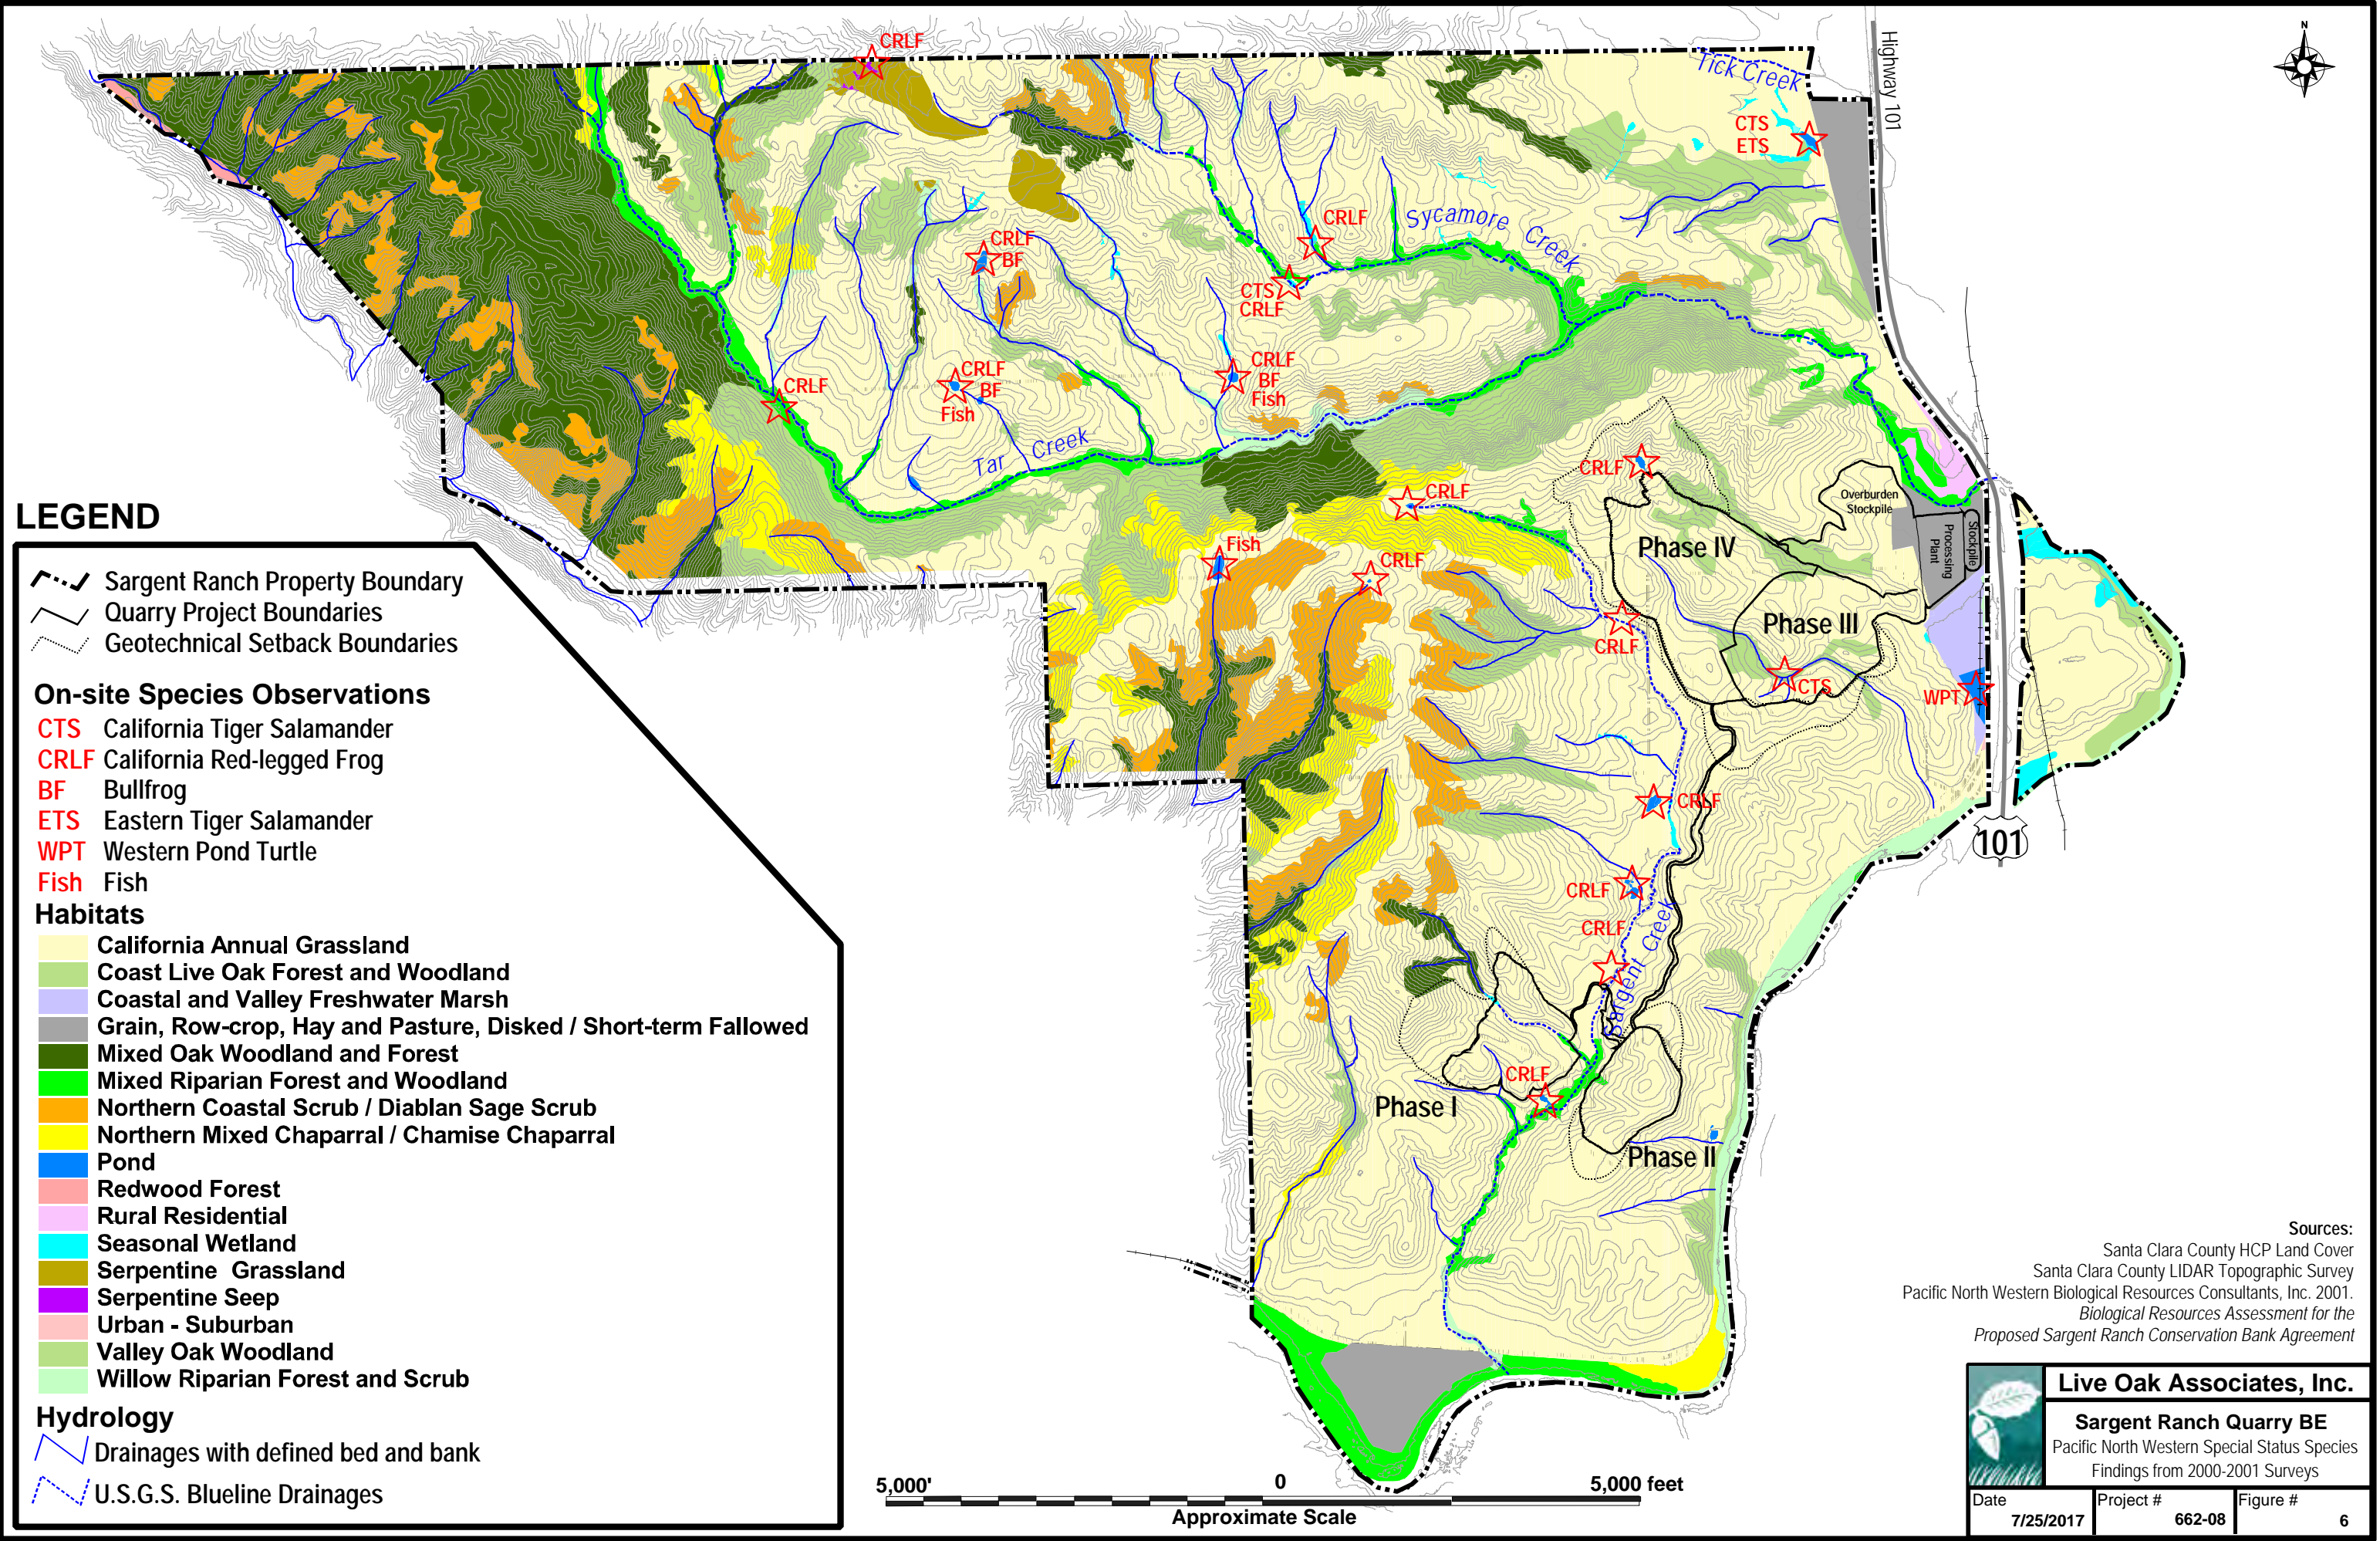 CRLF
N
Highway 101
Tick Creek
CTS
ETS
CRLF
Sycamore Creek
CRLF
BF
CTS
CRLF
CRLF
BF
Fish
CRLF
BF
Fish
CRLF
Tar Creek
CRLF
CRLF
Fish
CRLF
Overburden
Stockpile
Processing
Plant
Stockpile
Phase IV
Phase III
CRLF
CTS
WPT
CRLF
101
CRLF
CRLF
Sargent Creek
CRLF
Phase I
Phase II
LEGEND
Sargent Ranch Property Boundary
Quarry Project Boundaries
Geotechnical Setback Boundaries
On-site Species Observations
CTS California Tiger Salamander
CRLF California Red-legged Frog
BF Bullfrog
ETS Eastern Tiger Salamander
WPT Western Pond Turtle
Fish Fish
Habitats
California Annual Grassland
Coast Live Oak Forest and Woodland
Coastal and Valley Freshwater Marsh
Grain, Row-crop, Hay and Pasture, Disked / Short-term Fallowed
Mixed Oak Woodland and Forest
Mixed Riparian Forest and Woodland
Northern Coastal Scrub / Diablan Sage Scrub
Northern Mixed Chaparral / Chamise Chaparral
Pond
Redwood Forest
Rural Residential
Seasonal Wetland
Serpentine Grassland
Serpentine Seep
Urban - Suburban
Valley Oak Woodland
Willow Riparian Forest and Scrub
Hydrology
Drainages with defined bed and bank
U.S.G.S. Blueline Drainages
5,000' 0 5,000 feet
Approximate Scale
Sources:
Santa Clara County HCP Land Cover
Santa Clara County LIDAR Topographic Survey
Pacific North Western Biological Resources Consultants, Inc. 2001.
Biological Resources Assessment for the
Proposed Sargent Ranch Conservation Bank Agreement
Live Oak Associates, Inc.
Sargent Ranch Quarry BE
Pacific North Western Special Status Species
Findings from 2000-2001 Surveys
Date Project # Figure #
7/25/2017 662-08 6